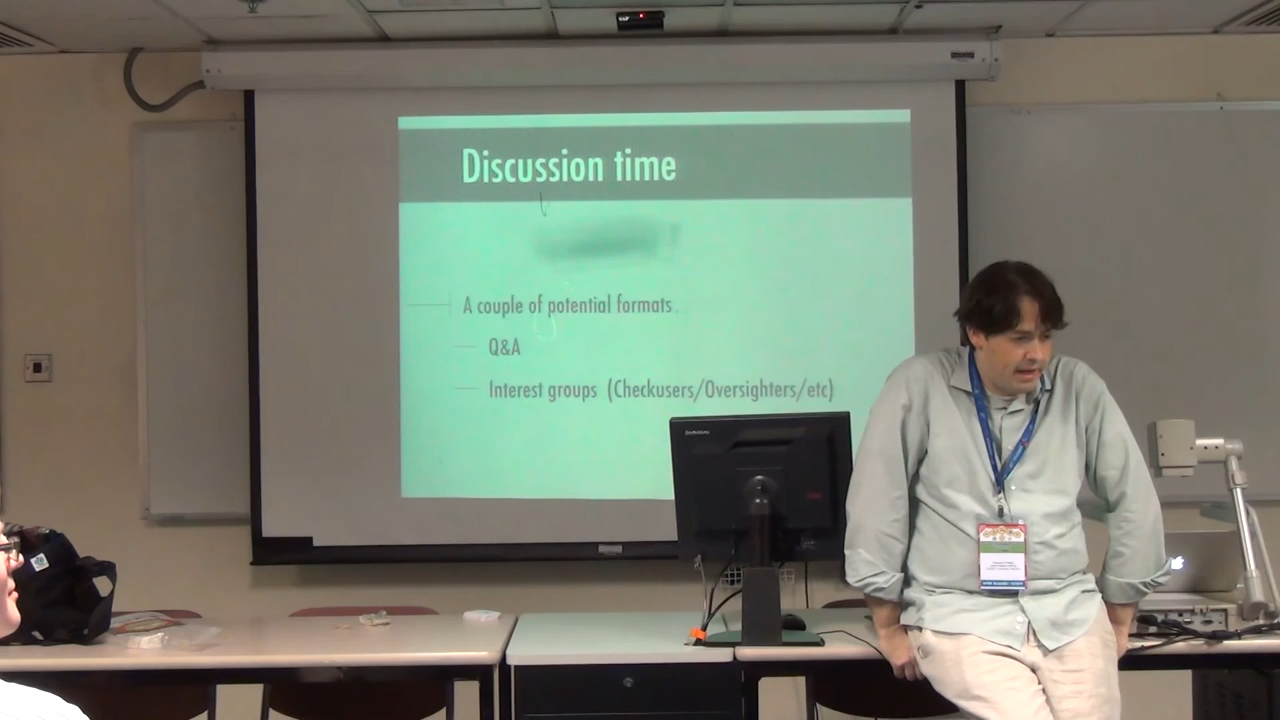 Discussion time
A couple of potential formats
Q&A
Interest groups (Checkusers/Oversighters/etc)